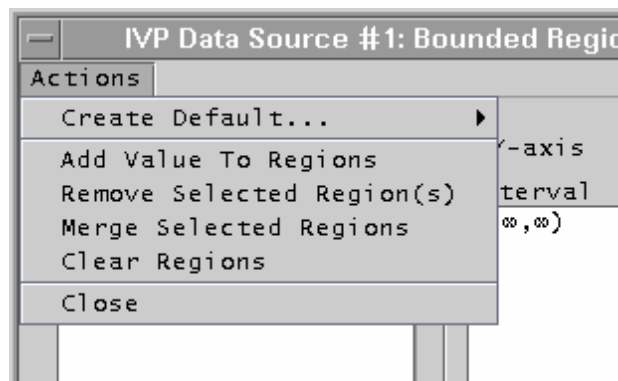 IVP Data Source #1: Bounded
Actions
Create Default...
Add Value To Regions
-axis
Remove Selected Region(s)
terval
Merge Selected Regions
∞,∞)
Clear Regions
Close